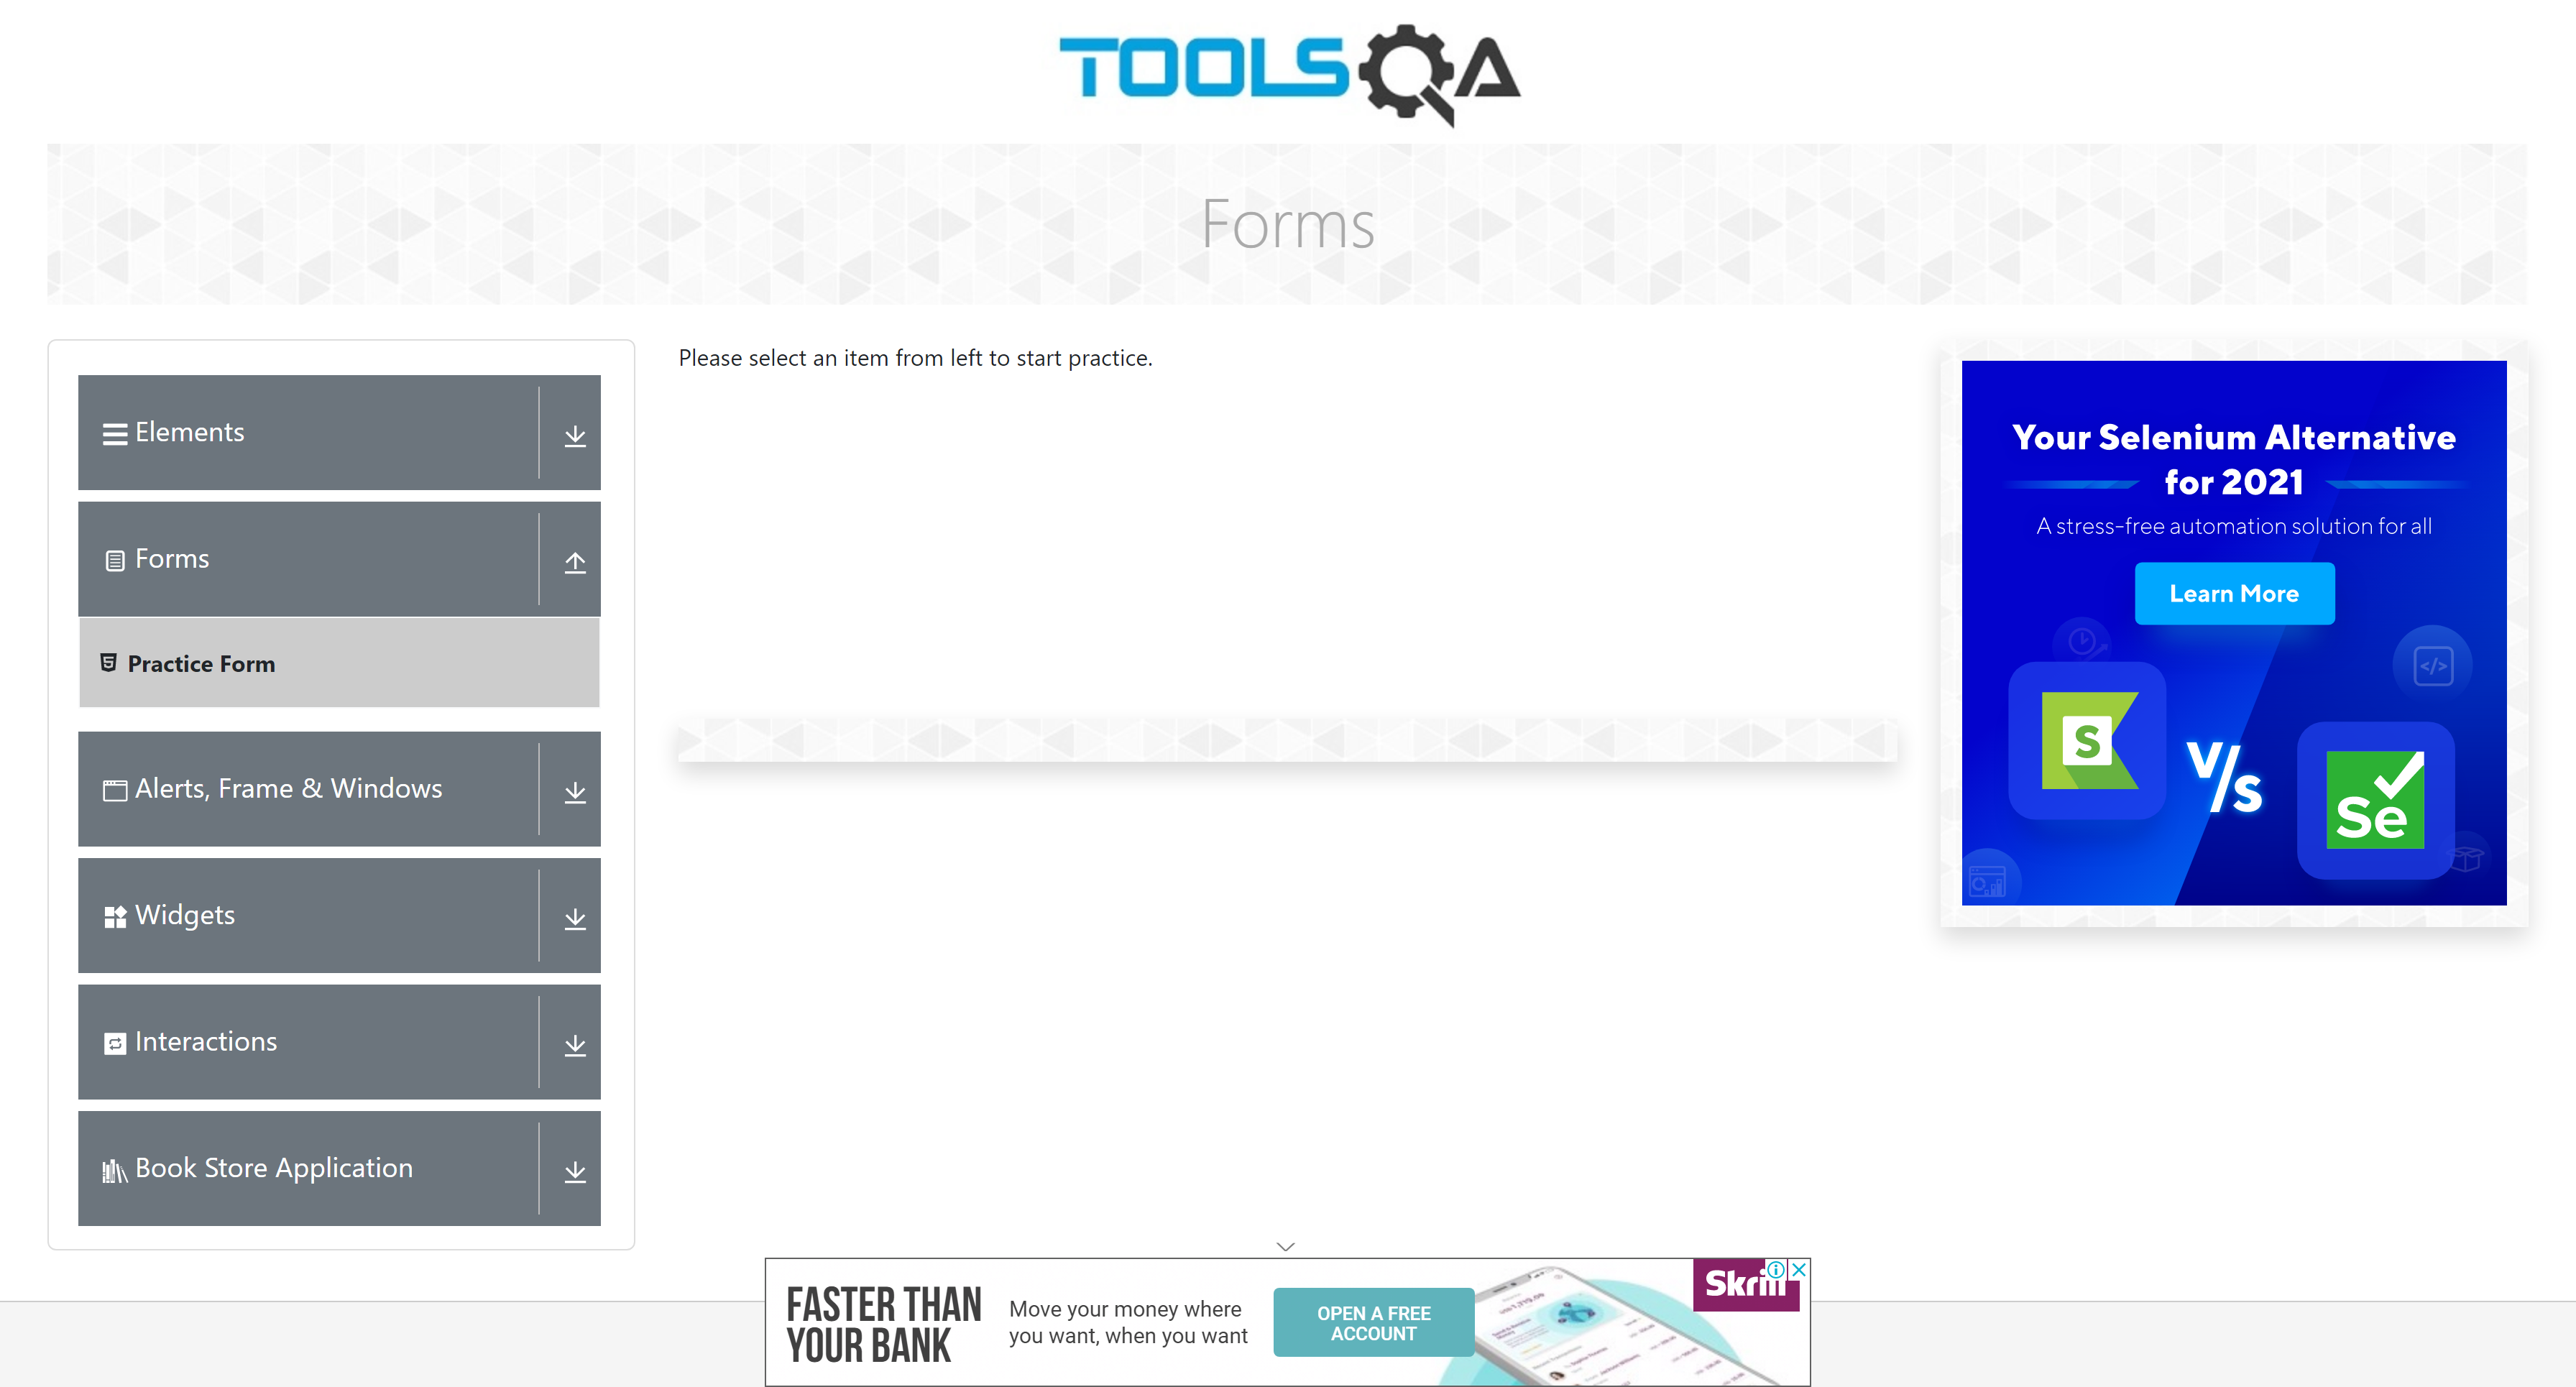 TOOLSQA
Forms
Elements
Forms
Practice Form
Alerts, Frame & Windows
Widgets
Interactions
Book Store Application
Please select an item from left to start practice.
Your Selenium Alternative
for 2021
A stress-free automation solution for all
Learn More
</>
S
V/s
Se
FASTER THAN
YOUR BANK
Move your money where
you want, when you want
OPEN A FREE
ACCOUNT
Skrill